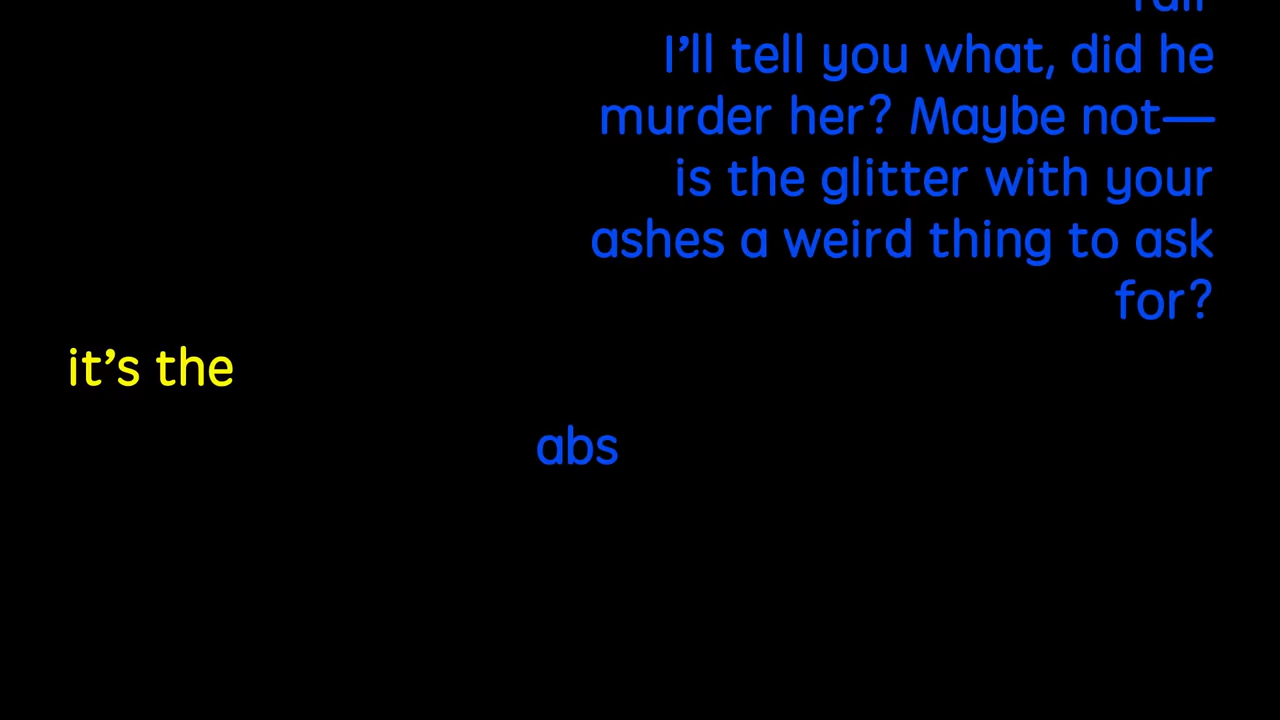 I’ll tell you what, did he
murder her? Maybe not—
is the glitter with your
ashes a weird thing to ask
for?
it’s the
abs